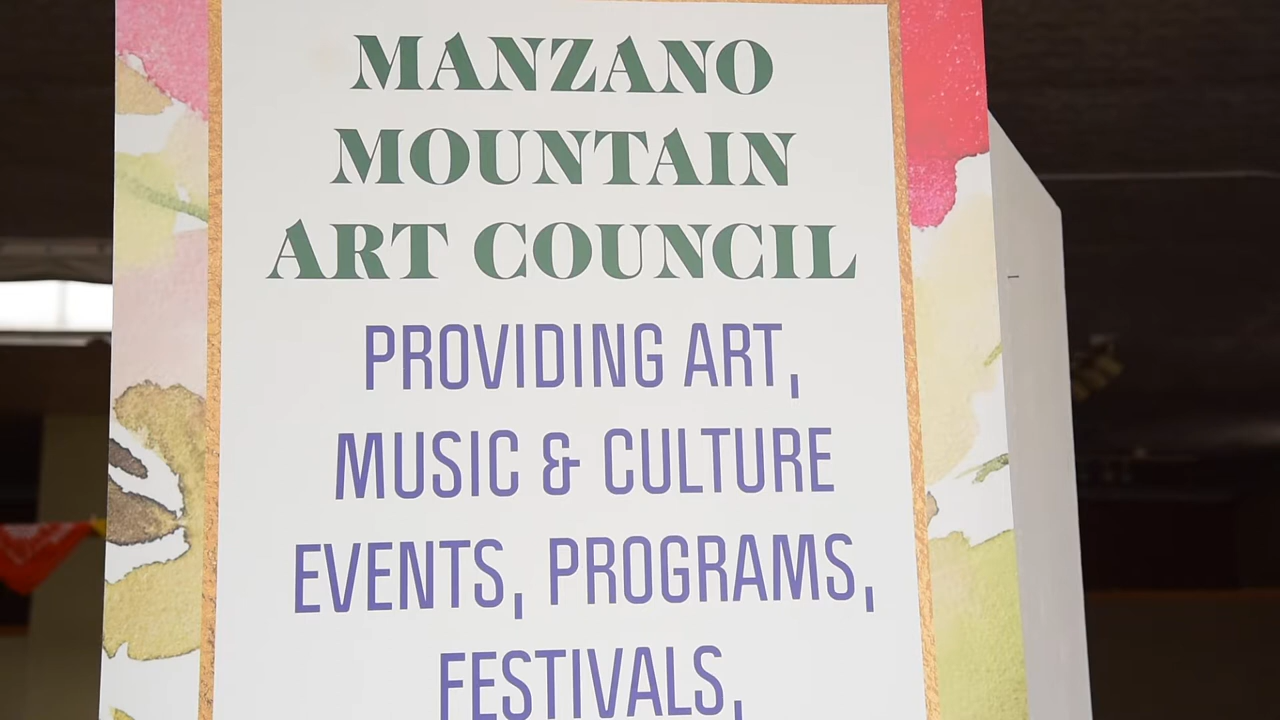 MANZANO
MOUNTAIN
ART COUNCIL
PROVIDING ART,
MUSIC & CULTURE
EVENTS, PROGRAMS,
FESTIVALS,